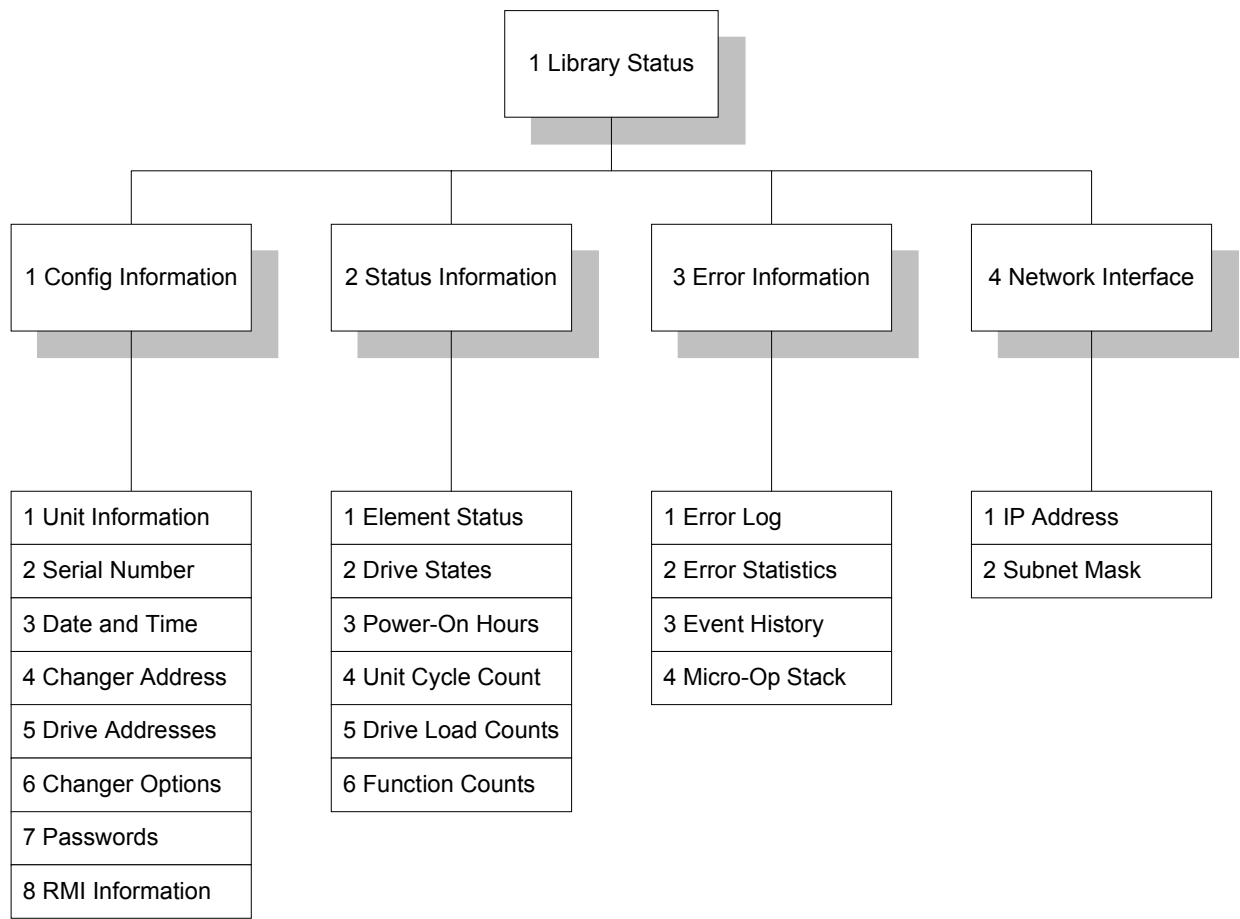 1 Library Status
1 Config Information
2 Status Information
3 Error Information
4 Network Interface
1 Unit Information
2 Serial Number
3 Date and Time
4 Changer Address
5 Drive Addresses
6 Changer Options
7 Passwords
8 RMI Information
1 Element Status
2 Drive States
3 Power-On Hours
4 Unit Cycle Count
5 Drive Load Counts
6 Function Counts
1 Error Log
2 Error Statistics
3 Event History
4 Micro-Op Stack
1 IP Address
2 Subnet Mask